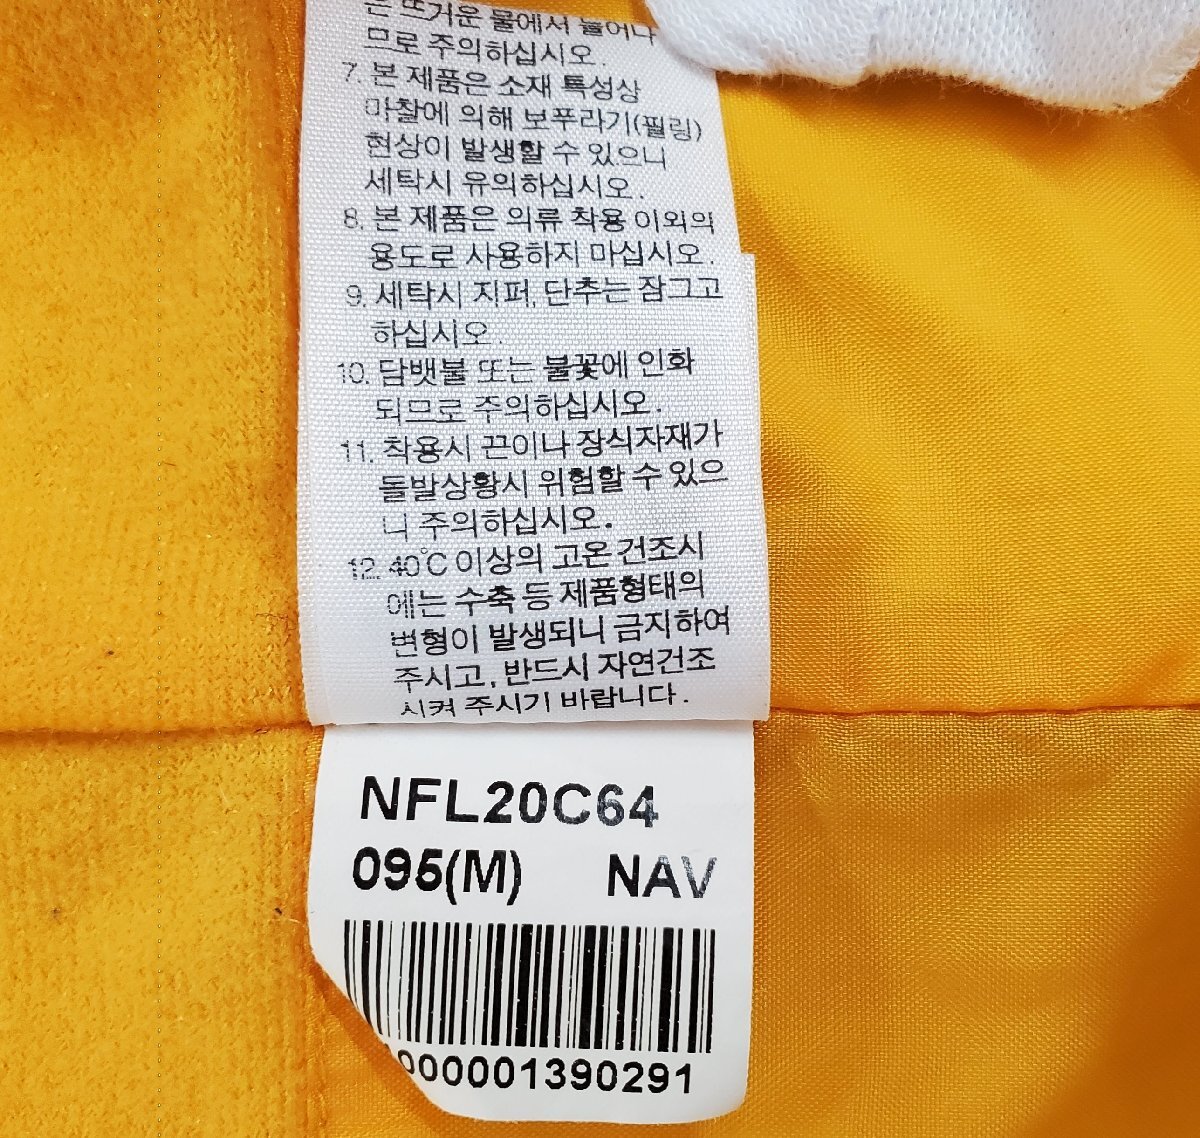 은 뜨거운 물에서 늘어나
므로 주의하십시오.
7. 본 제품은 소재 특성상
마찰에 의해 보푸라기(필링)
현상이 발생할 수 있으니
세탁시 유의하십시오.
8. 본 제품은 의류 착용 이외의
용도로 사용하지 마십시오.
9. 세탁시 지퍼, 단추는 잠그고
하십시오.
10. 담뱃불 또는 불꽃에 인화
되므로 주의하십시오.
11. 착용시 끈이나 장식자재가
돌발상황시 위험할 수 있으
니 주의하십시오.
12. 40℃ 이상의 고온 건조시
에는 수축 등 제품형태의
변형이 발생되니 금지하여
주시고, 반드시 자연건조
시켜 주시기 바랍니다.
NFL20C64
095(M) NAV
000001390291